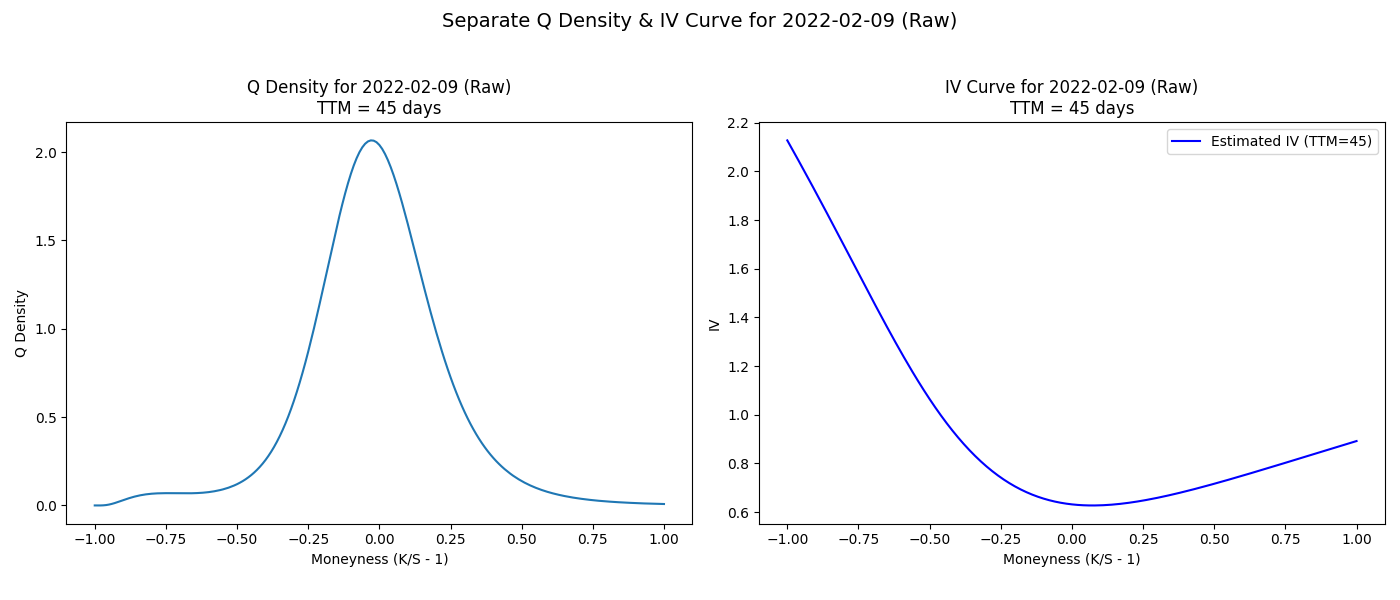 Separate Q Density & IV Curve for 2022-02-09 (Raw)
Q Density for 2022-02-09 (Raw)
TTM = 45 days
2.0
1.5
1.0
0.5
0.0
Q Density
−1.00 −0.75 −0.50 −0.25 0.00 0.25 0.50 0.75 1.00
Moneyness (K/S - 1)
IV Curve for 2022-02-09 (Raw)
TTM = 45 days
Estimated IV (TTM=45)
2.2
2.0
1.8
1.6
1.4
1.2
1.0
0.8
0.6
IV
−1.00 −0.75 −0.50 −0.25 0.00 0.25 0.50 0.75 1.00
Moneyness (K/S - 1)